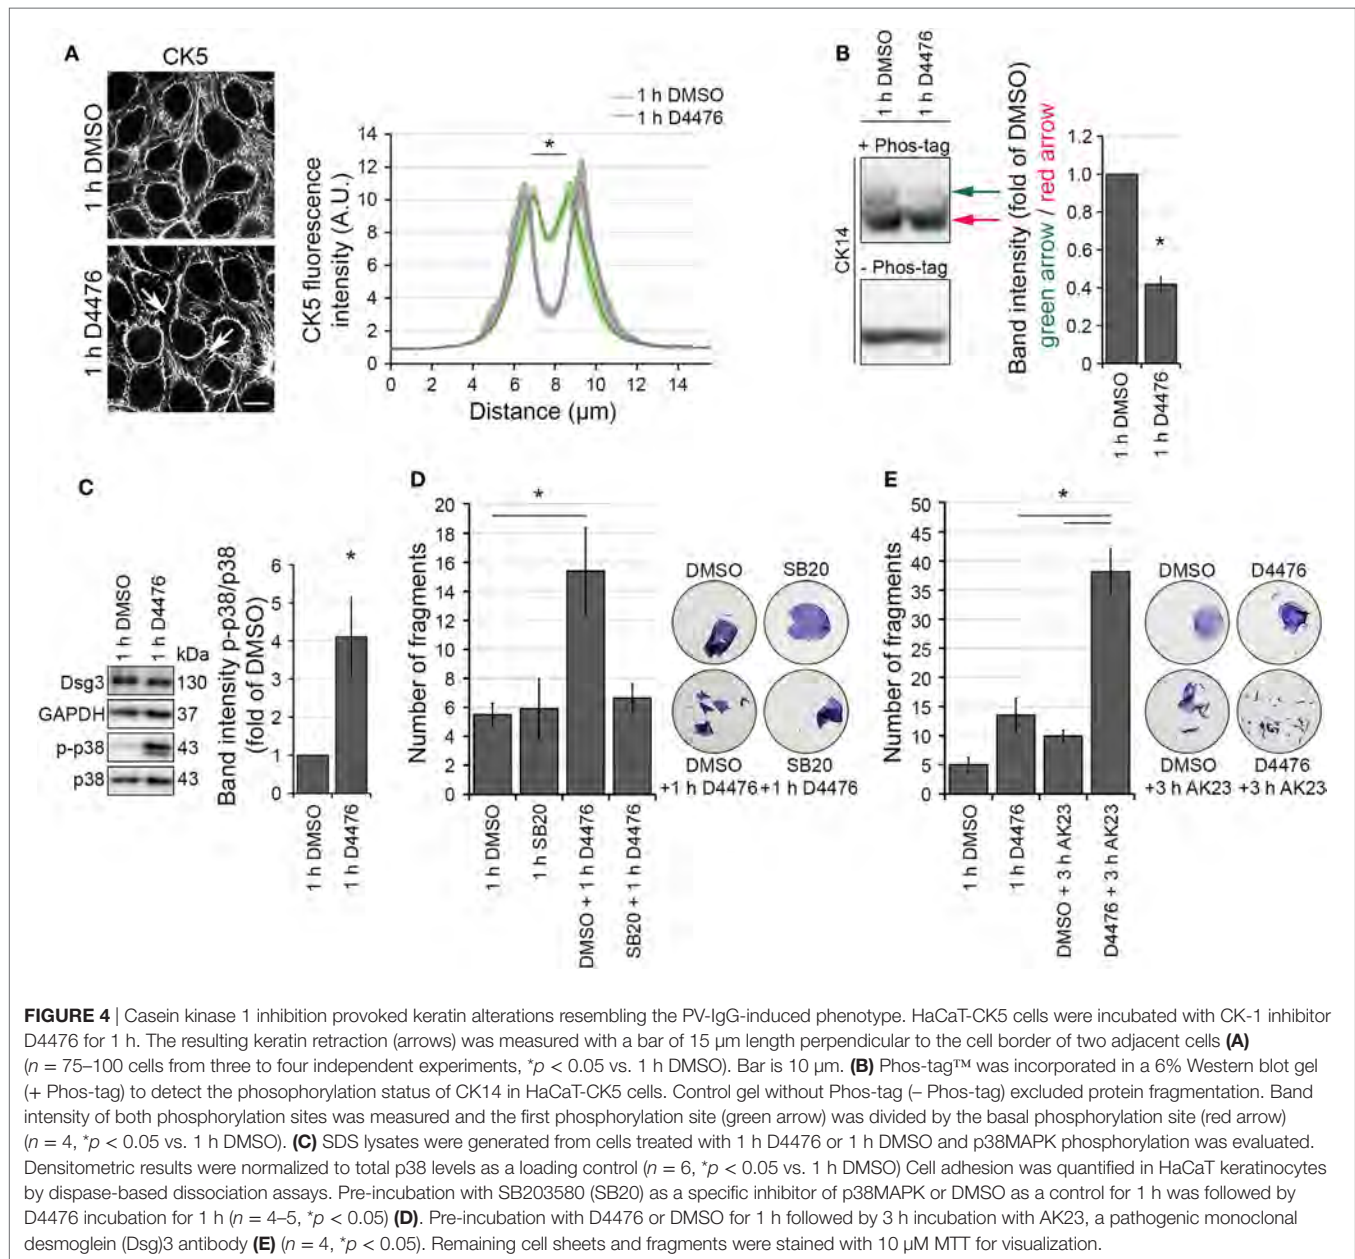 A
CK5
1 h DMSO
1 h D4476
1 h DMSO
1 h D4476
CK5 fluorescence
intensity (A.U.)
14
12
10
8
6
4
2
0
*
0 2 4 6 8 10 12 14
Distance (µm)
B
1 h DMSO
1 h D4476
+ Phos-tag
- Phos-tag
CK14
Band intensity (fold of DMSO)
green arrow / red arrow
1.2
1.0
0.8
0.6
0.4
0.2
0
*
1 h DMSO
1 h D4476
C
1 h DMSO
1 h D4476
kDa
Dsg3 130
GAPDH 37
p-p38 43
p38 43
Band intensity p-p38/p38
(fold of DMSO)
6
5
4
3
2
1
0
*
1 h DMSO
1 h D4476
D
Number of fragments
20
18
16
14
12
10
8
6
4
2
0
*
1 h DMSO
1 h SB20
DMSO + 1 h D4476
SB20 + 1 h D4476
DMSO SB20
DMSO SB20
+1 h D4476 +1 h D4476
E
Number of fragments
50
45
40
35
30
25
20
15
10
5
0
*
1 h DMSO
1 h D4476
DMSO + 3 h AK23
D4476 + 3 h AK23
DMSO D4476
DMSO D4476
+3 h AK23 +3 h AK23
FIGURE 4 | Casein kinase 1 inhibition provoked keratin alterations resembling the PV-IgG-induced phenotype. HaCaT-CK5 cells were incubated with CK-1 inhibitor
D4476 for 1 h. The resulting keratin retraction (arrows) was measured with a bar of 15 µm length perpendicular to the cell border of two adjacent cells (A)
(n = 75–100 cells from three to four independent experiments, *p < 0.05 vs. 1 h DMSO). Bar is 10 µm. (B) Phos-tag™ was incorporated in a 6% Western blot gel
(+ Phos-tag) to detect the phosophorylation status of CK14 in HaCaT-CK5 cells. Control gel without Phos-tag (– Phos-tag) excluded protein fragmentation. Band
intensity of both phosphorylation sites was measured and the first phosphorylation site (green arrow) was divided by the basal phosphorylation site (red arrow)
(n = 4, *p < 0.05 vs. 1 h DMSO). (C) SDS lysates were generated from cells treated with 1 h D4476 or 1 h DMSO and p38MAPK phosphorylation was evaluated.
Densitometric results were normalized to total p38 levels as a loading control (n = 6, *p < 0.05 vs. 1 h DMSO) Cell adhesion was quantified in HaCaT keratinocytes
by dispase-based dissociation assays. Pre-incubation with SB203580 (SB20) as a specific inhibitor of p38MAPK or DMSO as a control for 1 h was followed by
D4476 incubation for 1 h (n = 4–5, *p < 0.05) (D). Pre-incubation with D4476 or DMSO for 1 h followed by 3 h incubation with AK23, a pathogenic monoclonal
desmoglein (Dsg)3 antibody (E) (n = 4, *p < 0.05). Remaining cell sheets and fragments were stained with 10 µM MTT for visualization.